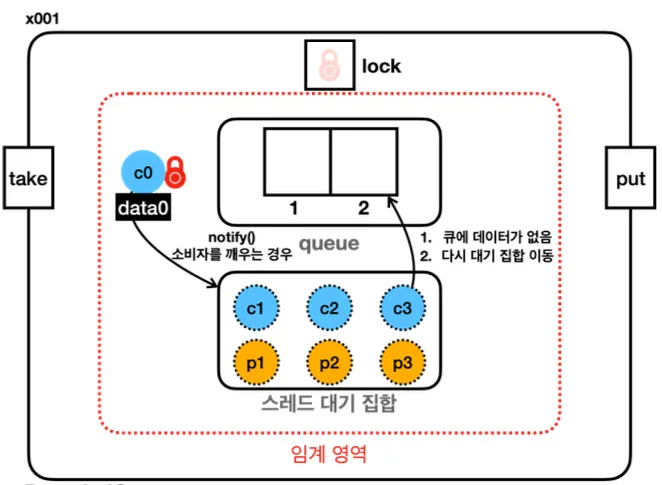 x001
lock
take
put
c0
data0
1
2
queue
notify()
소비자를 깨우는 경우
1. 큐에 데이터가 없음
2. 다시 대기 집합 이동
c1
c2
c3
p1
p2
p3
스레드 대기 집합
임계 영역